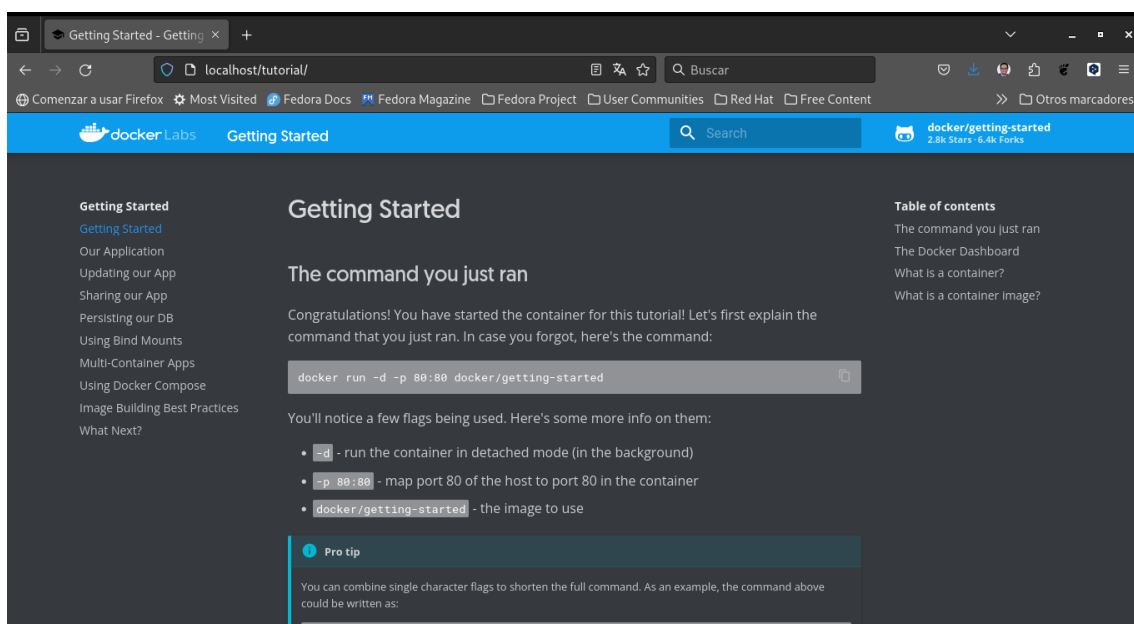 Getting Started - Getting
localhost/tutorial/
Buscar
Comenzar a usar Firefox Most Visited Fedora Docs Fedora Magazine Fedora Project User Communities Red Hat Free Content Otros marcadores
docker Labs Getting Started Search docker/getting-started
2.8k Stars · 6.4k Forks
Getting Started
Getting Started
Our Application
Updating our App
Sharing our App
Persisting our DB
Using Bind Mounts
Multi-Container Apps
Using Docker Compose
Image Building Best Practices
What Next?
Getting Started
The command you just ran
Congratulations! You have started the container for this tutorial! Let's first explain the
command that you just ran. In case you forgot, here's the command:
docker run -d -p 80:80 docker/getting-started
You'll notice a few flags being used. Here's some more info on them:
• -d - run the container in detached mode (in the background)
• -p 80:80 - map port 80 of the host to port 80 in the container
• docker/getting-started - the image to use
Pro tip
You can combine single character flags to shorten the full command. As an example, the command above
could be written as:
Table of contents
The command you just ran
The Docker Dashboard
What is a container?
What is a container image?